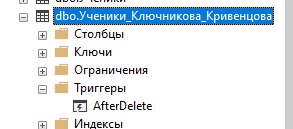 dbo.Ученики_Ключникова_Кривенцова
Столбцы
Ключи
Ограничения
Триггеры
AfterDelete
Индексы